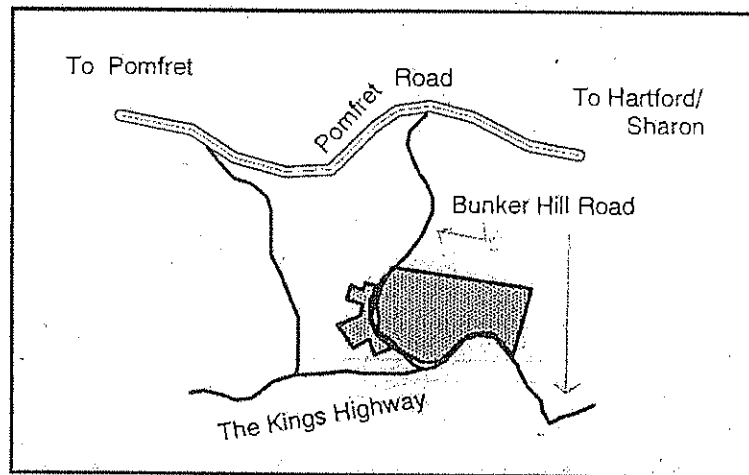 To Pomfret
Pomfret Road
To Hartford/
Sharon
Bunker Hill Road
The Kings Highway